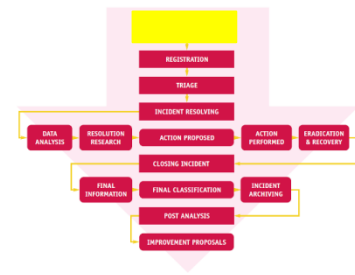 REGISTRATION
TRIAGE
INCIDENT RESOLVING
DATA
ANALYSIS
RESOLUTION
RESEARCH
ACTION PROPOSED
ACTION
PERFORMED
ERADICATION
& RECOVERY
CLOSING INCIDENT
FINAL
INFORMATION
FINAL CLASSIFICATION
INCIDENT
ARCHIVING
POST ANALYSIS
IMPROVEMENT PROPOSALS